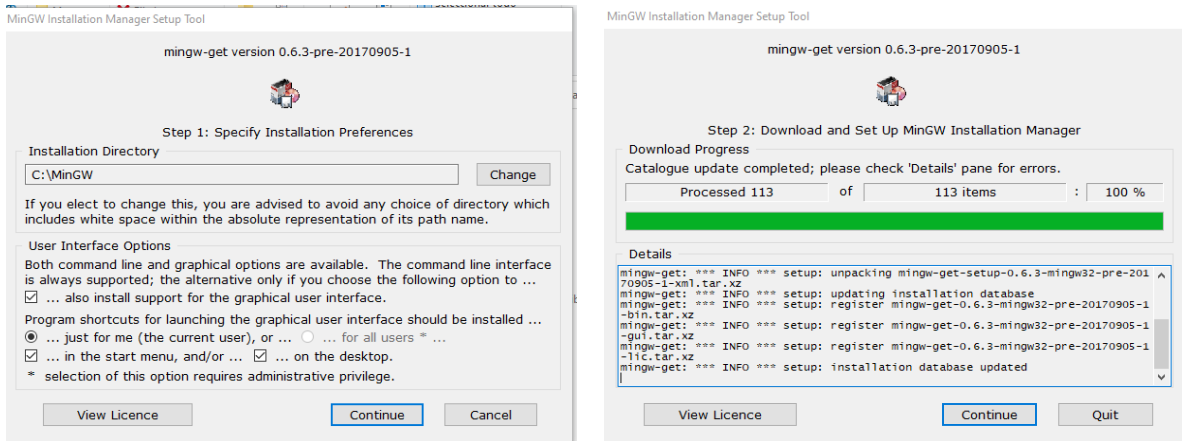 MinGW Installation Manager Setup Tool
mingw-get version 0.6.3-pre-20170905-1
Step 1: Specify Installation Preferences
Installation Directory
C:\MinGW
Change
If you elect to change this, you are advised to avoid any choice of directory which
includes white space within the absolute representation of its path name.
User Interface Options
Both command line and graphical options are available.  The command line interface
is always supported; the alternative only if you choose the following option to ...
... also install support for the graphical user interface.
Program shortcuts for launching the graphical user interface should be installed ...
... just for me (the current user), or ... ... for all users * ...
... in the start menu, and/or ... ... on the desktop.
* selection of this option requires administrative privilege.
View Licence Continue Cancel
MinGW Installation Manager Setup Tool
mingw-get version 0.6.3-pre-20170905-1
Step 2: Download and Set Up MinGW Installation Manager
Download Progress
Catalogue update completed; please check 'Details' pane for errors.
Processed 113 of 113 items : 100 %
Details
mingw-get: *** INFO *** setup: unpacking mingw-get-setup-0.6.3-mingw32-pre-201
70905-1-xml.tar.xz
mingw-get: *** INFO *** setup: updating installation database
mingw-get: *** INFO *** setup: register mingw-get-0.6.3-mingw32-pre-20170905-1
-bin.tar.xz
mingw-get: *** INFO *** setup: register mingw-get-0.6.3-mingw32-pre-20170905-1
-gui.tar.xz
mingw-get: *** INFO *** setup: register mingw-get-0.6.3-mingw32-pre-20170905-1
-lic.tar.xz
mingw-get: *** INFO *** setup: installation database updated
View Licence Continue Quit